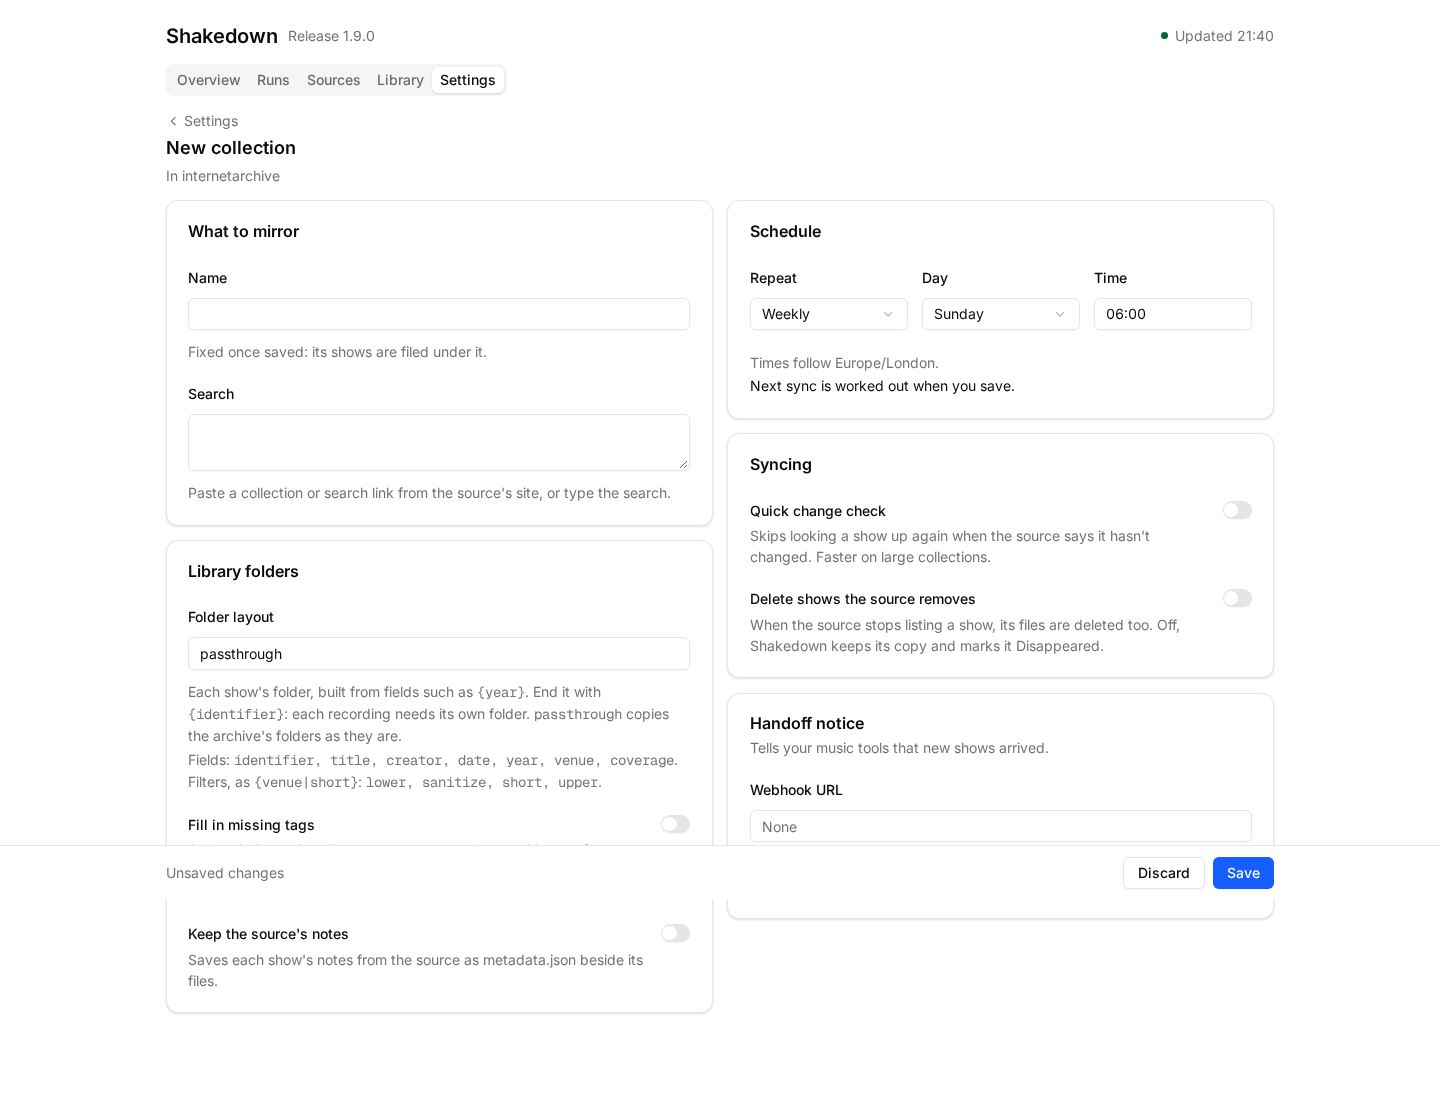 Shakedown Release 1.9.0
Updated 21:40
Overview Runs Sources Library Settings
Settings
New collection
In internetarchive
What to mirror
Name
Fixed once saved: its shows are filed under it.
Search
Paste a collection or search link from the source's site, or type the search.
Library folders
Folder layout
passthrough
Each show's folder, built from fields such as {year}. End it with
{identifier}: each recording needs its own folder. passthrough copies
the archive's folders as they are.
Fields: identifier, title, creator, date, year, venue, coverage.
Filters, as {venue|short}: lower, sanitize, short, upper.
Fill in missing tags
Keep the source's notes
Saves each show's notes from the source as metadata.json beside its
files.
Schedule
Repeat Day Time
Weekly Sunday 06:00
Times follow Europe/London.
Next sync is worked out when you save.
Syncing
Quick change check
Skips looking a show up again when the source says it hasn't
changed. Faster on large collections.
Delete shows the source removes
When the source stops listing a show, its files are deleted too. Off,
Shakedown keeps its copy and marks it Disappeared.
Handoff notice
Tells your music tools that new shows arrived.
Webhook URL
None
Unsaved changes
Discard Save